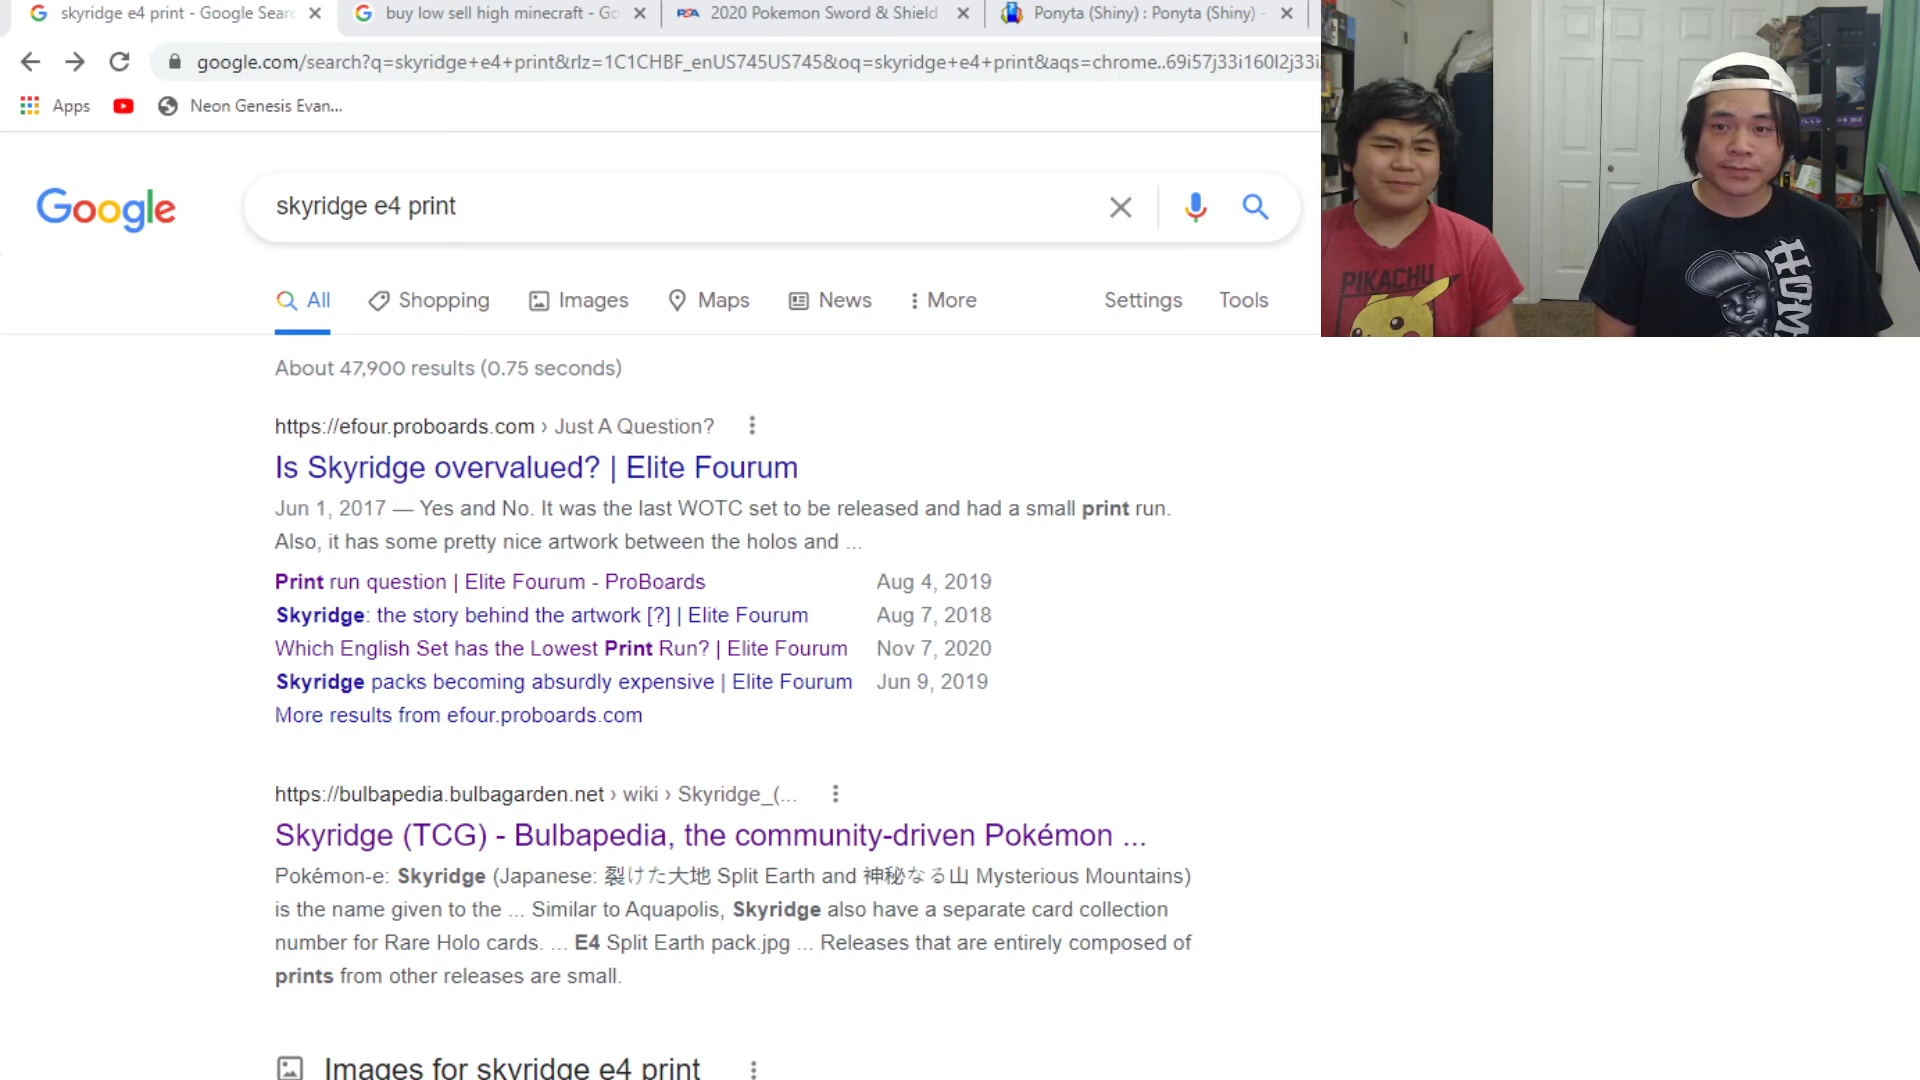 skyridge e4 print - Google Sear
buy low sell high minecraft - Go
PSA 2020 Pokemon Sword & Shield
Ponyta (Shiny) : Ponyta (Shiny) -
google.com/search?q=skyridge+e4+print&rlz=1C1CHBF_enUS745US745&oq=skyridge+e4+print&aqs=chrome..69i57j33i160l2j33i
Apps
Neon Genesis Evan...
Google
skyridge e4 print
All Shopping Images Maps News More Settings Tools
PIKACHU
About 47,900 results (0.75 seconds)
https://efour.proboards.com › Just A Question?
Is Skyridge overvalued? | Elite Fourum
Jun 1, 2017 — Yes and No. It was the last WOTC set to be released and had a small print run.
Also, it has some pretty nice artwork between the holos and ...
Print run question | Elite Fourum - ProBoards Aug 4, 2019
Skyridge: the story behind the artwork [?] | Elite Fourum Aug 7, 2018
Which English Set has the Lowest Print Run? | Elite Fourum Nov 7, 2020
Skyridge packs becoming absurdly expensive | Elite Fourum Jun 9, 2019
More results from efour.proboards.com
https://bulbapedia.bulbagarden.net › wiki › Skyridge_(...
Skyridge (TCG) - Bulbapedia, the community-driven Pokémon ...
Pokémon-e: Skyridge (Japanese: 裂けた大地 Split Earth and 神秘なる山 Mysterious Mountains)
is the name given to the ... Similar to Aquapolis, Skyridge also have a separate card collection
number for Rare Holo cards. ... E4 Split Earth pack.jpg ... Releases that are entirely composed of
prints from other releases are small.
Images for skyridge e4 print